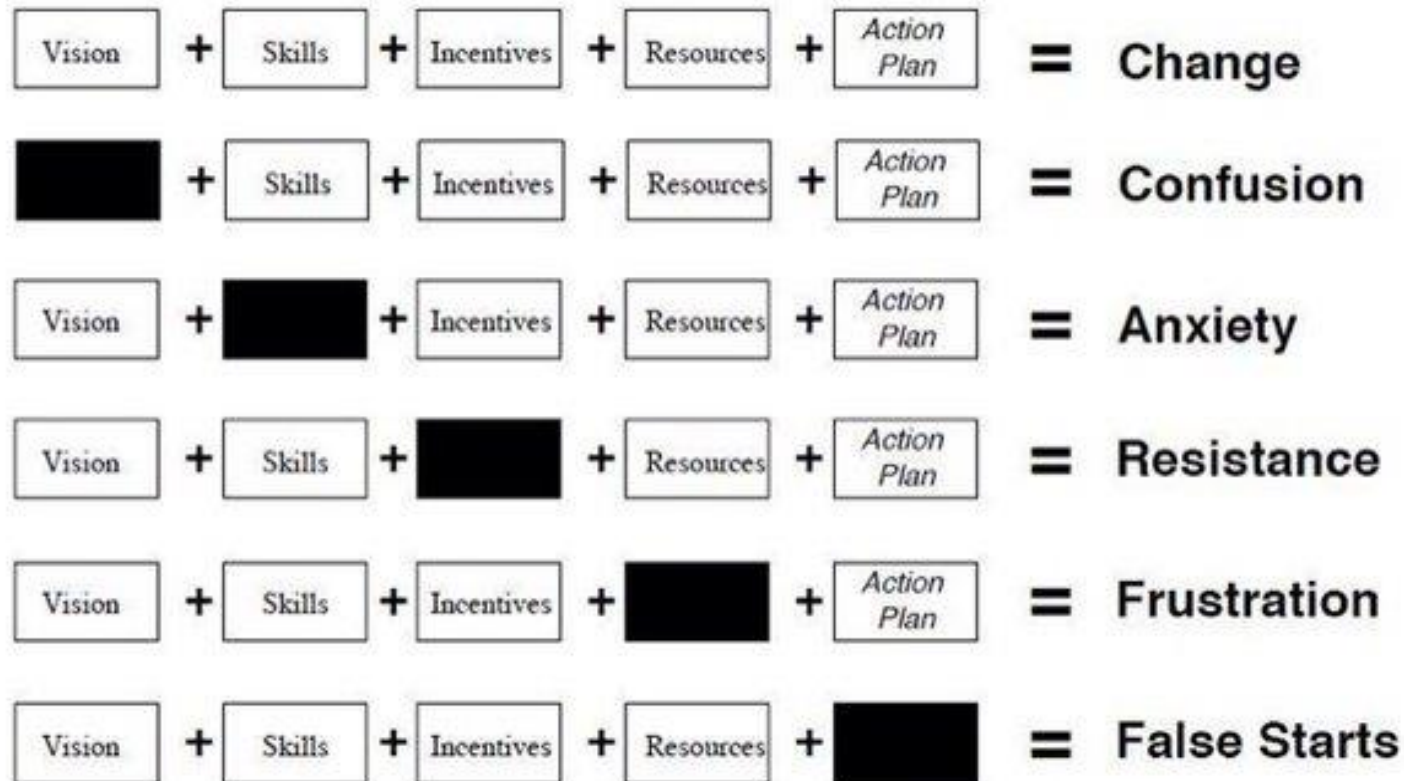 Vision + Skills + Incentives + Resources + Action Plan = Change
+ Skills + Incentives + Resources + Action Plan = Confusion
Vision + + Incentives + Resources + Action Plan = Anxiety
Vision + Skills + + Resources + Action Plan = Resistance
Vision + Skills + Incentives + + Action Plan = Frustration
Vision + Skills + Incentives + Resources + = False Starts